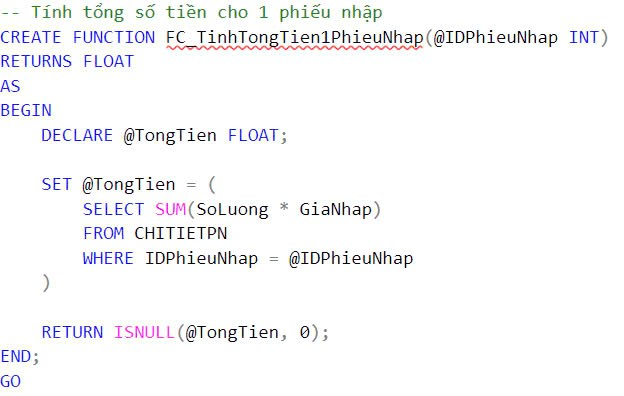 -- Tính tổng số tiền cho 1 phiếu nhập
CREATE FUNCTION FC_TinhTongTien1PhieuNhap(@IDPhieuNhap INT)
RETURNS FLOAT
AS
BEGIN
    DECLARE @TongTien FLOAT;

    SET @TongTien = (
        SELECT SUM(SoLuong * GiaNhap)
        FROM CHITIETPN
        WHERE IDPhieuNhap = @IDPhieuNhap
    )

    RETURN ISNULL(@TongTien, 0);
END;
GO